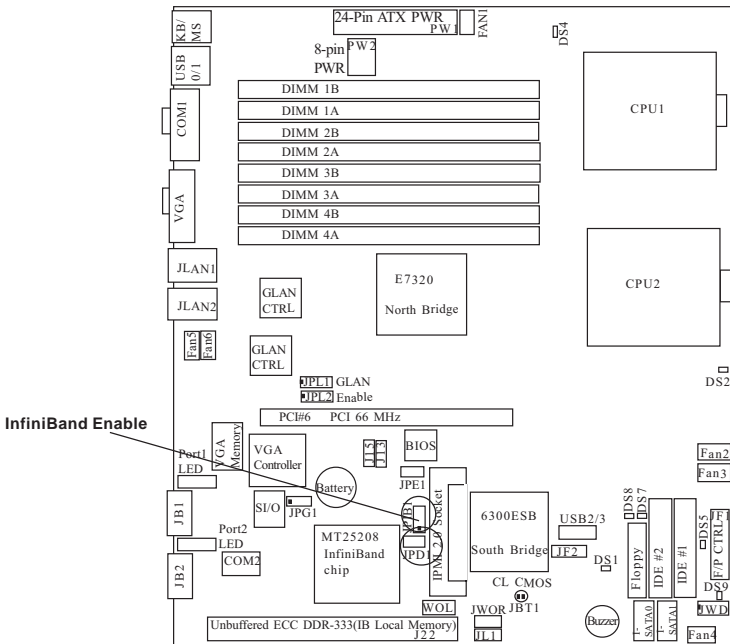 KB/
MS
24-Pin ATX PWR
PW1
FAN1
DS4
USB
0/1
8-pin
PWR
PW2
COM1
DIMM 1B
DIMM 1A
DIMM 2B
DIMM 2A
DIMM 3B
DIMM 3A
DIMM 4B
DIMM 4A
CPU1
VGA
JLAN1
JLAN2
GLAN
CTRL
E7320
North Bridge
CPU2
Fan5
Fan6
GLAN
CTRL
JPL1 GLAN
JPL2 Enable
DS2
PCI#6 PCI 66 MHz
InfiniBand Enable
Port1
LED
VGA
Memory
VGA
Controller
J15
J13
BIOS
Fan2
Fan3
Battery
JPE1
JB1
SI/O
JPG1
JPIB1
IPMI 2.0 Socket
6300ESB
South Bridge
USB2/3
DS8
DS7
JF1
F/P CTRL
DS5
Port2
LED
MT25208
InfiniBand
chip
JPD1
JF2
Floppy
IDE #2
IDE #1
JB2
COM2
DS1
DS9
CL CMOS
JBT1
WOL
JWOR
JL1
Buzzer
I-
SATA0
I-
SATA1
JWD
Fan4
Unbuffered ECC DDR-333(IB Local Memory)
J22